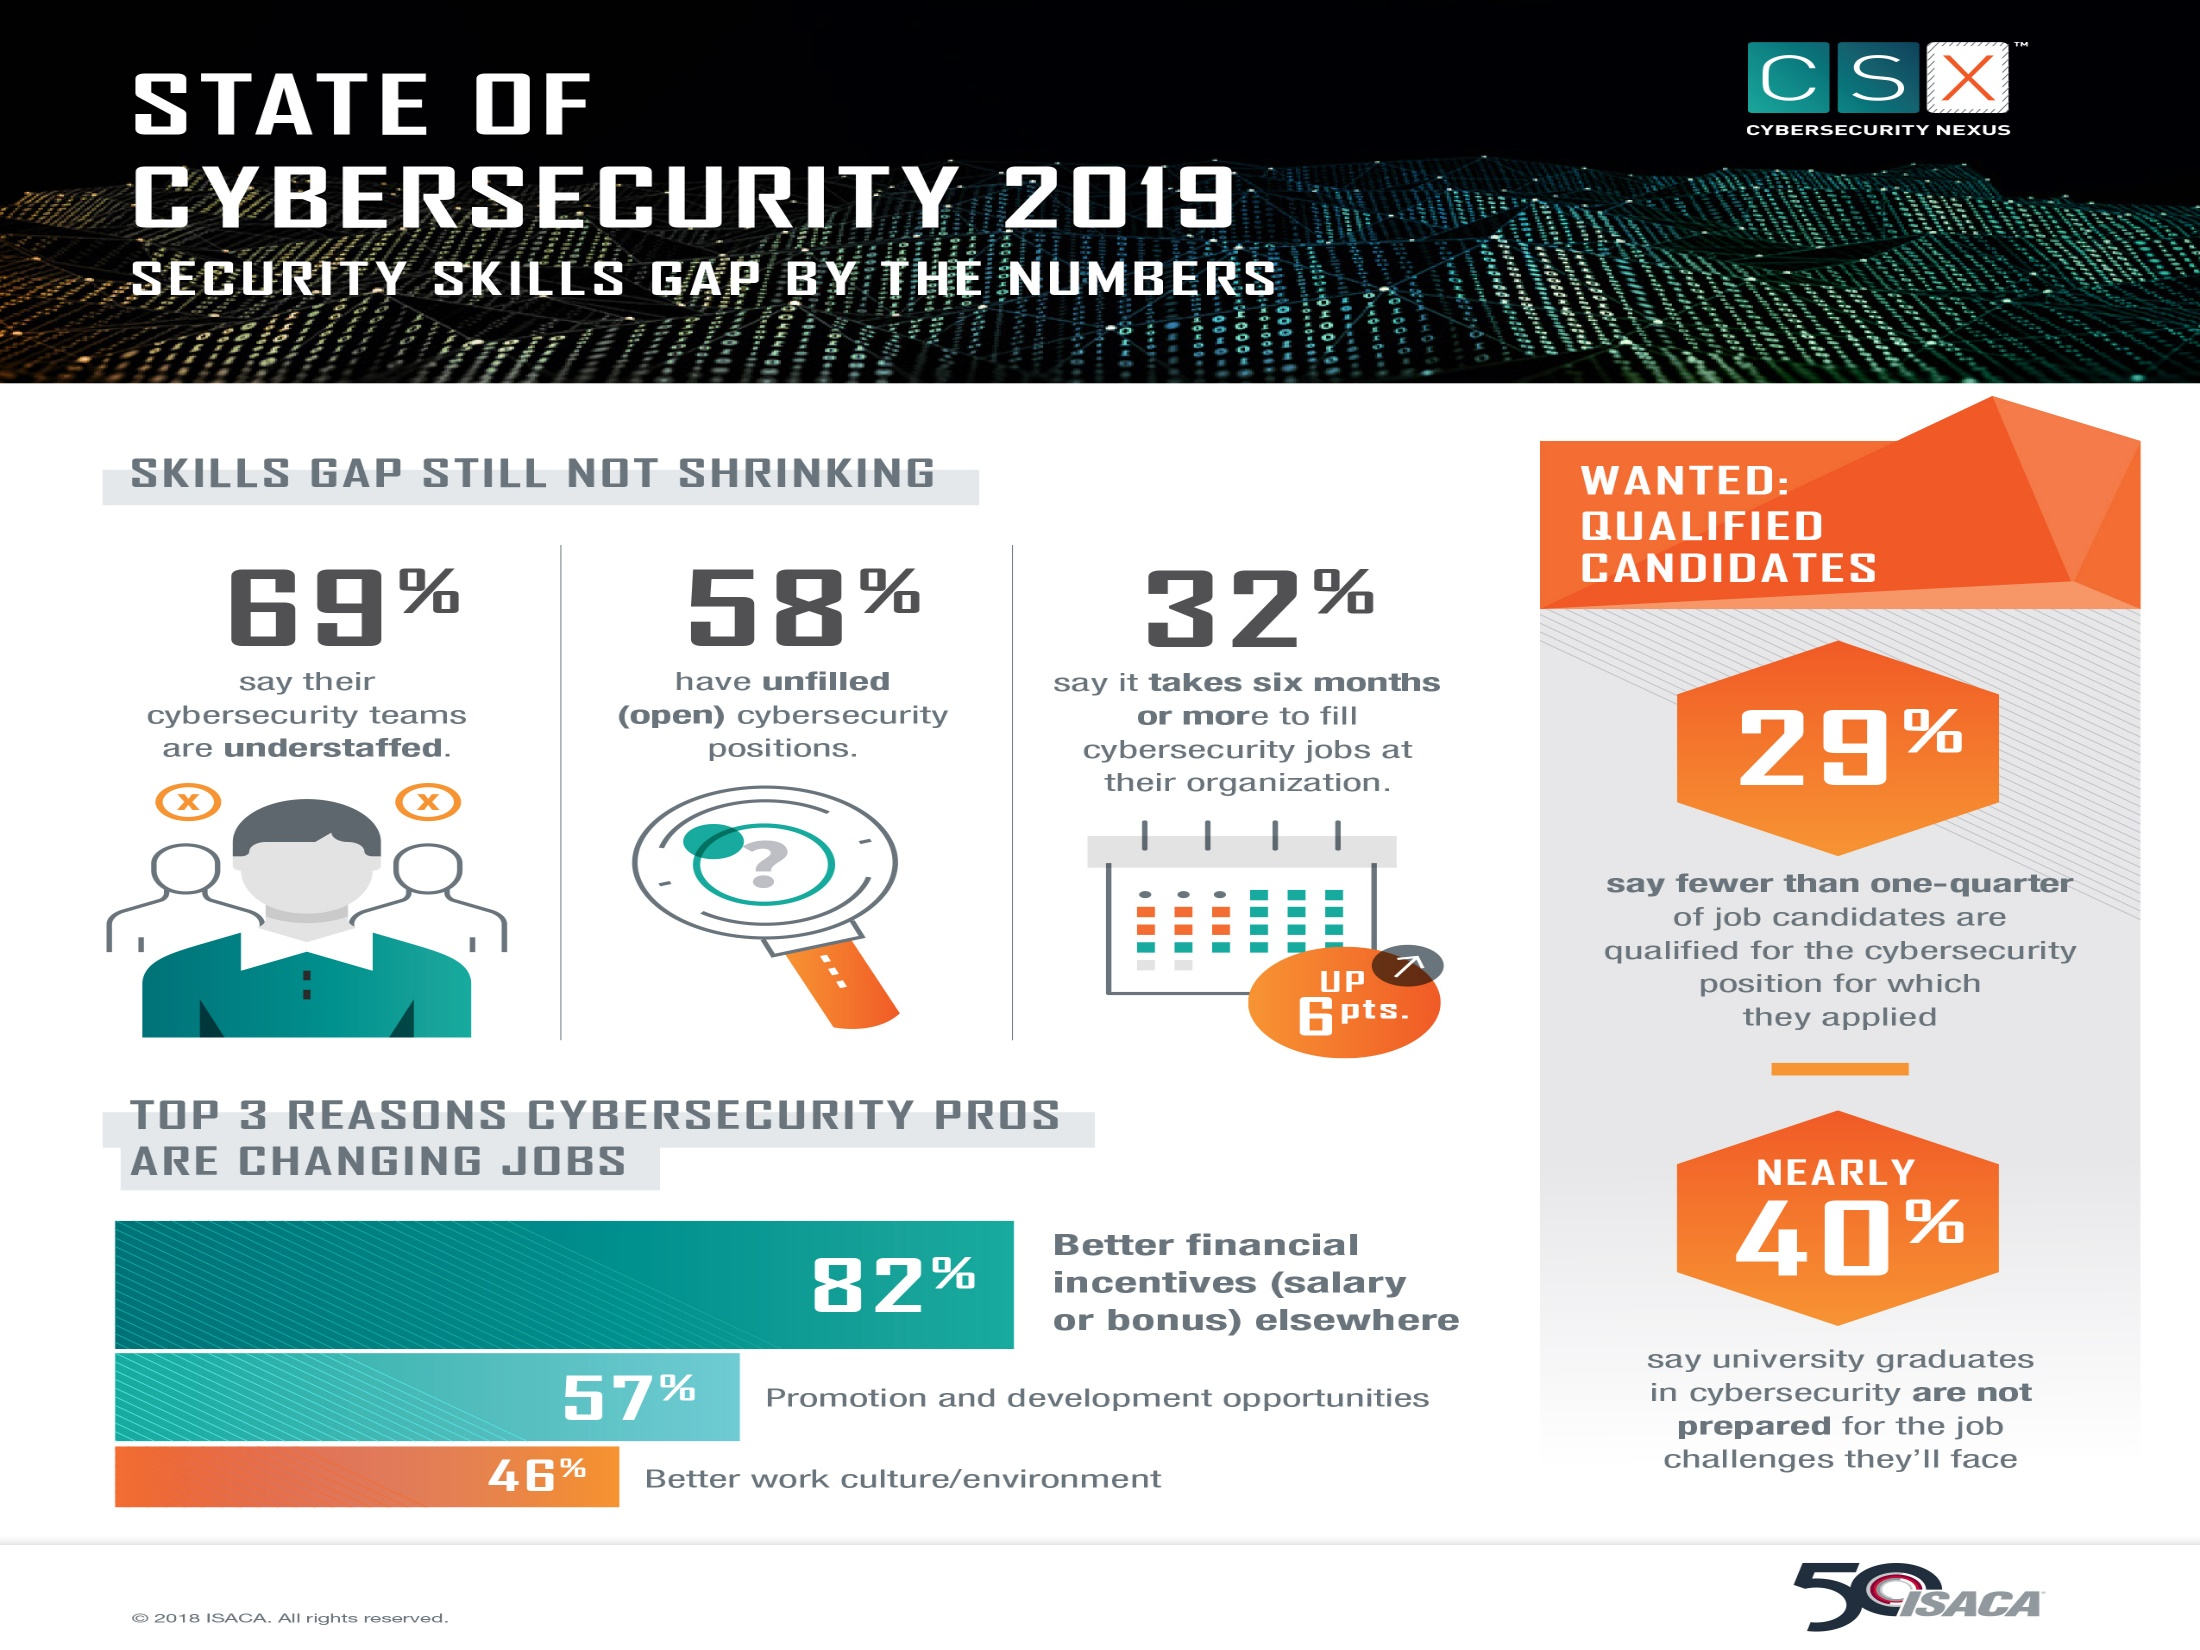 STATE OF
CYBERSECURITY 2019
SECURITY SKILLS GAP BY THE NUMBERS
CSX™
CYBERSECURITY NEXUS
SKILLS GAP STILL NOT SHRINKING
69%
say their
cybersecurity teams
are understaffed.
x x
58%
have unfilled
(open) cybersecurity
positions.
?
32%
say it takes six months
or more to fill
cybersecurity jobs at
their organization.
UP
6 pts.
TOP 3 REASONS CYBERSECURITY PROS
ARE CHANGING JOBS
82%
Better financial
incentives (salary
or bonus) elsewhere
57%
Promotion and development opportunities
46%
Better work culture/environment
WANTED:
QUALIFIED
CANDIDATES
29%
say fewer than one-quarter
of job candidates are
qualified for the cybersecurity
position for which
they applied
NEARLY
40%
say university graduates
in cybersecurity are not
prepared for the job
challenges they’ll face
© 2018 ISACA. All rights reserved.
50 ISACA